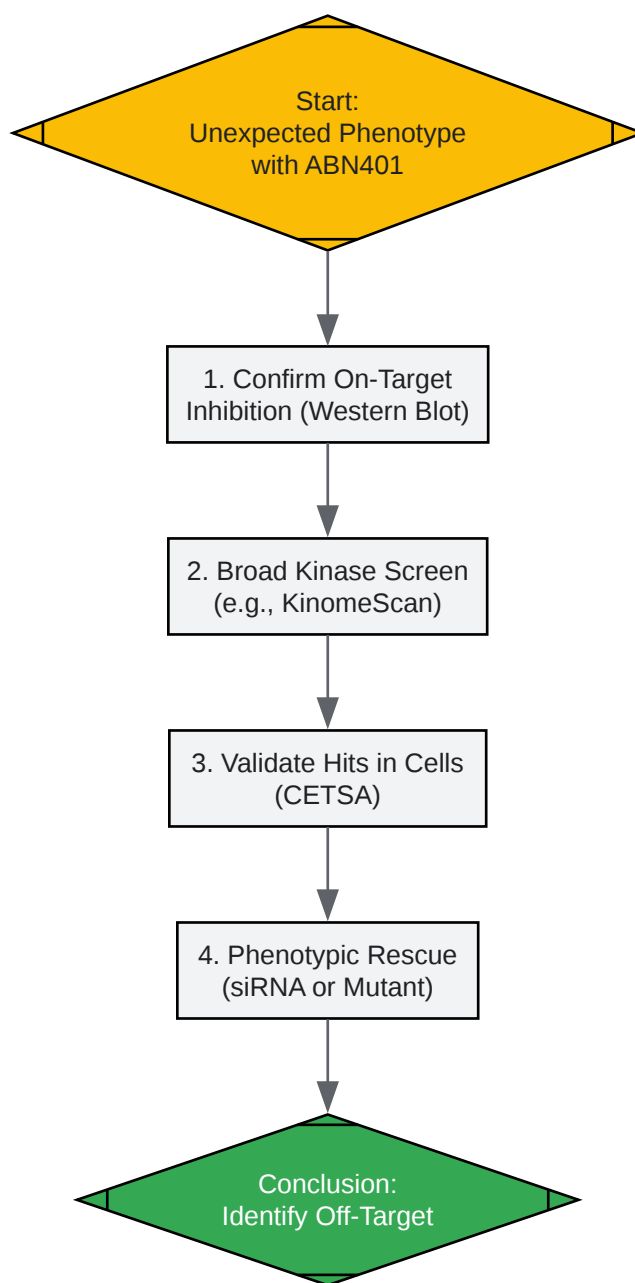 Start:
Unexpected Phenotype
with ABN401
1. Confirm On-Target
Inhibition (Western Blot)
2. Broad Kinase Screen
(e.g., KinomeScan)
3. Validate Hits in Cells
(CETSA)
4. Phenotypic Rescue
(siRNA or Mutant)
Conclusion:
Identify Off-Target